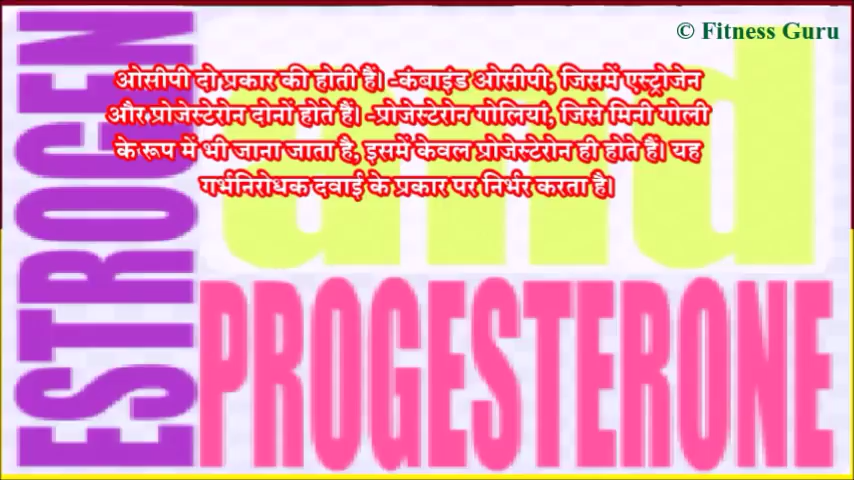 © Fitness Guru
ओसीपी दो प्रकार की होती हैं। -कंबाइंड ओसीपी, जिसमें एस्ट्रोजेन
और प्रोजेस्टेरोन दोनों होते हैं। -प्रोजेस्टेरोन गोलियां, जिसे मिनी गोली
के रूप में भी जाना जाता है, इसमें केवल प्रोजेस्टेरोन ही होते हैं। यह
गर्भनिरोधक दवाई के प्रकार पर निर्भर करता है।
ESTROGEN
and
PROGESTERONE